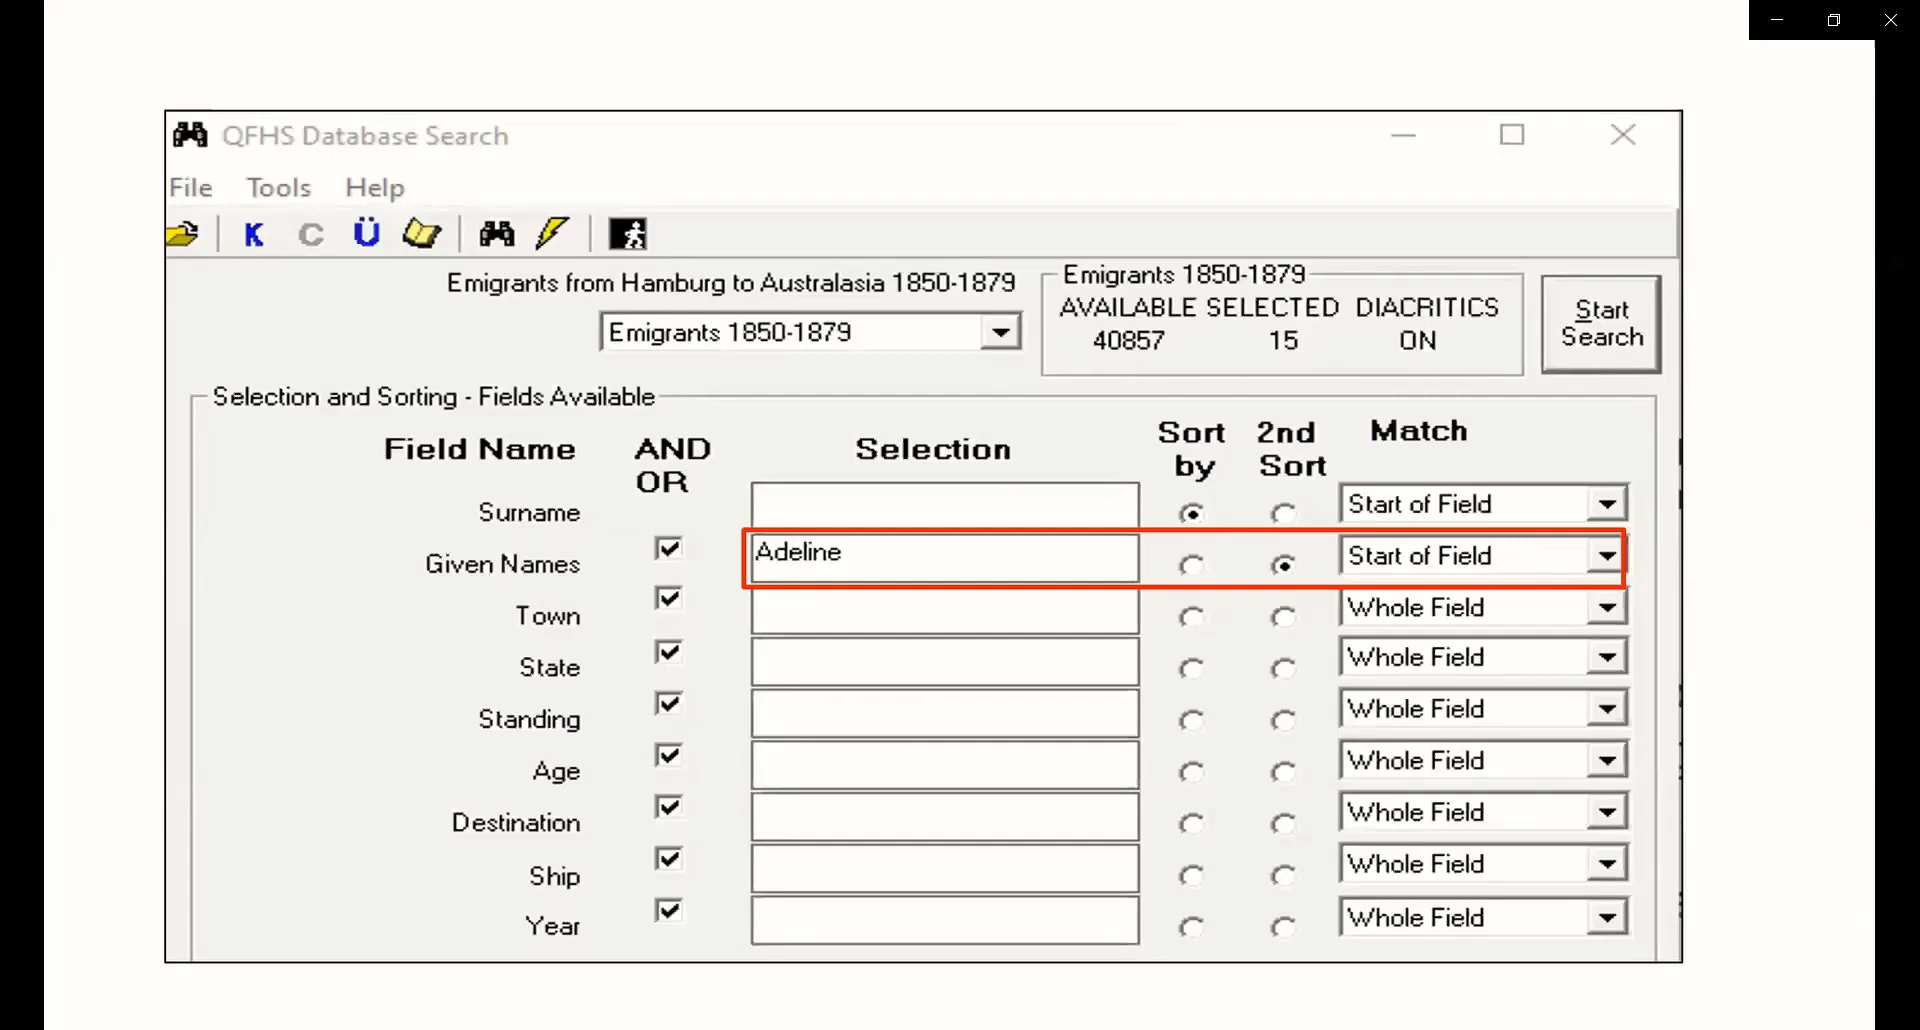 QFHS Database Search
File Tools Help
K C Ü
Emigrants from Hamburg to Australasia 1850-1879
Emigrants 1850-1879
Emigrants 1850-1879
AVAILABLE SELECTED DIACRITICS
40857 15 ON
Start
Search
Selection and Sorting - Fields Available
Field Name AND OR Selection Sort by 2nd Sort Match
Surname Start of Field
Given Names Adeline Start of Field
Town Whole Field
State Whole Field
Standing Whole Field
Age Whole Field
Destination Whole Field
Ship Whole Field
Year Whole Field